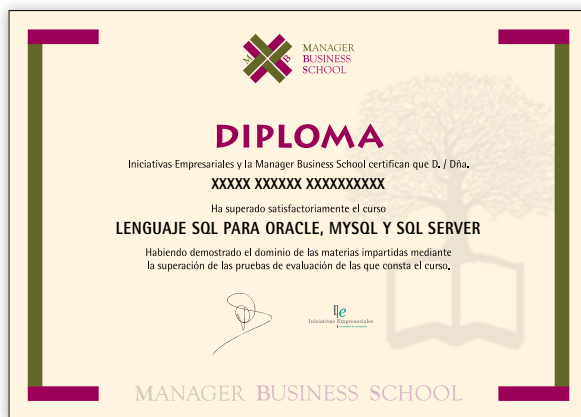 MANAGER
BUSINESS
SCHOOL
M B
DIPLOMA
Iniciativas Empresariales y la Manager Business School certifican que D. / Dña.
XXXXX XXXXXX XXXXXXXXXX
Ha superado satisfactoriamente el curso
LENGUAJE SQL PARA ORACLE, MYSQL Y SQL SERVER
Habiendo demostrado el dominio de las materias impartidas mediante
la superación de las pruebas de evaluación de las que consta el curso.
Ie
Iniciativas Empresariales
MANAGER BUSINESS SCHOOL